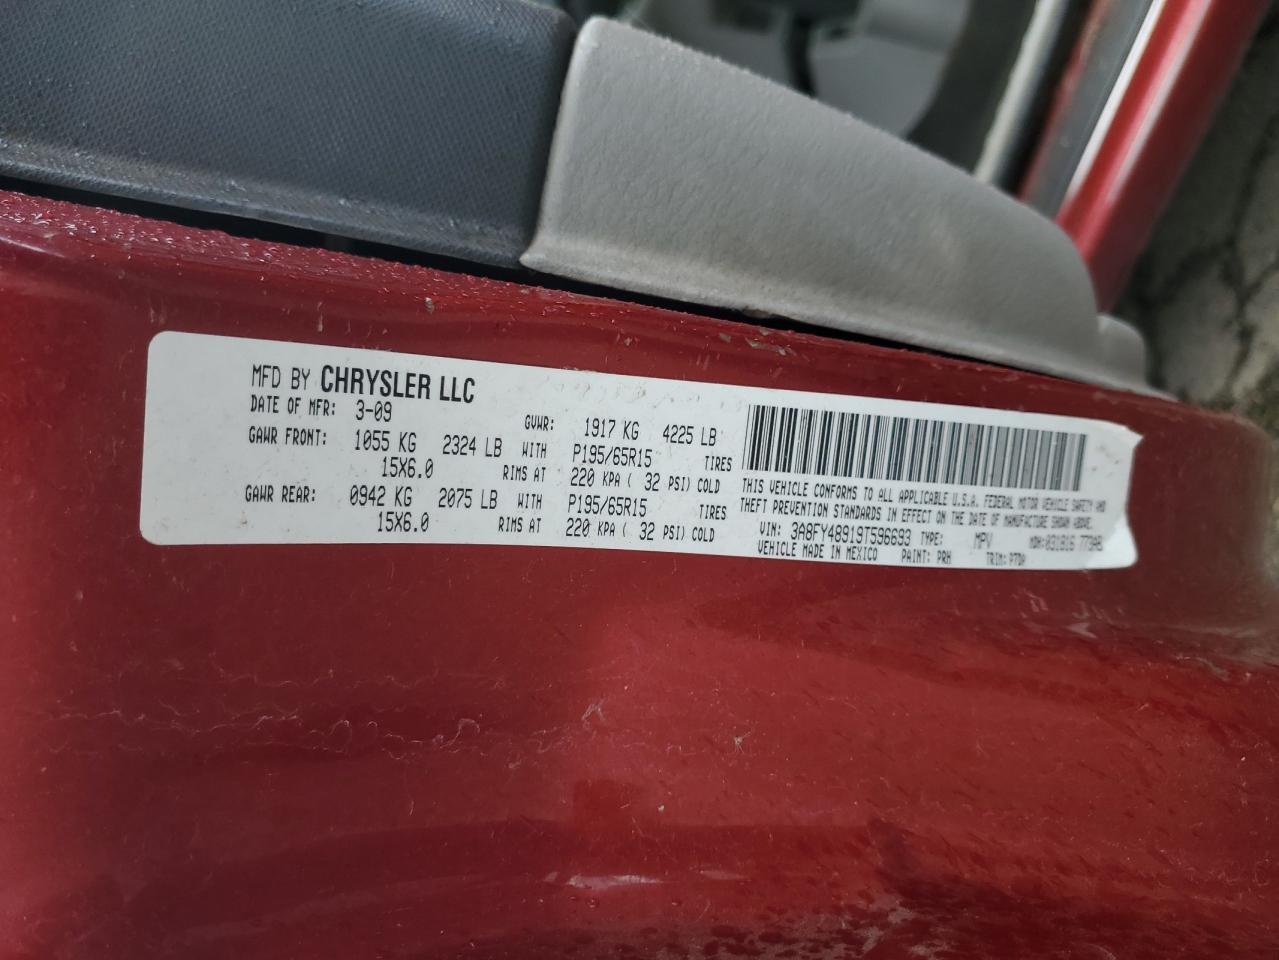 MFD BY CHRYSLER LLC
DATE OF MFR: 3-09 GVWR: 1917 KG 4225 LB
GAWR FRONT: 1055 KG 2324 LB WITH P195/65R15 TIRES
15X6.0 RIMS AT 220 KPA ( 32 PSI) COLD
GAWR REAR: 0942 KG 2075 LB WITH P195/65R15 TIRES
15X6.0 RIMS AT 220 KPA ( 32 PSI) COLD
THIS VEHICLE CONFORMS TO ALL APPLICABLE U.S.A. FEDERAL MOTOR VEHICLE SAFETY AND
THEFT PREVENTION STANDARDS IN EFFECT ON THE DATE OF MANUFACTURE SHOWN ABOVE.
VIN: 3A8FY48919T596693 TYPE: MPV MDH: 031816 779AB
VEHICLE MADE IN MEXICO PAINT: PRH TRIM: